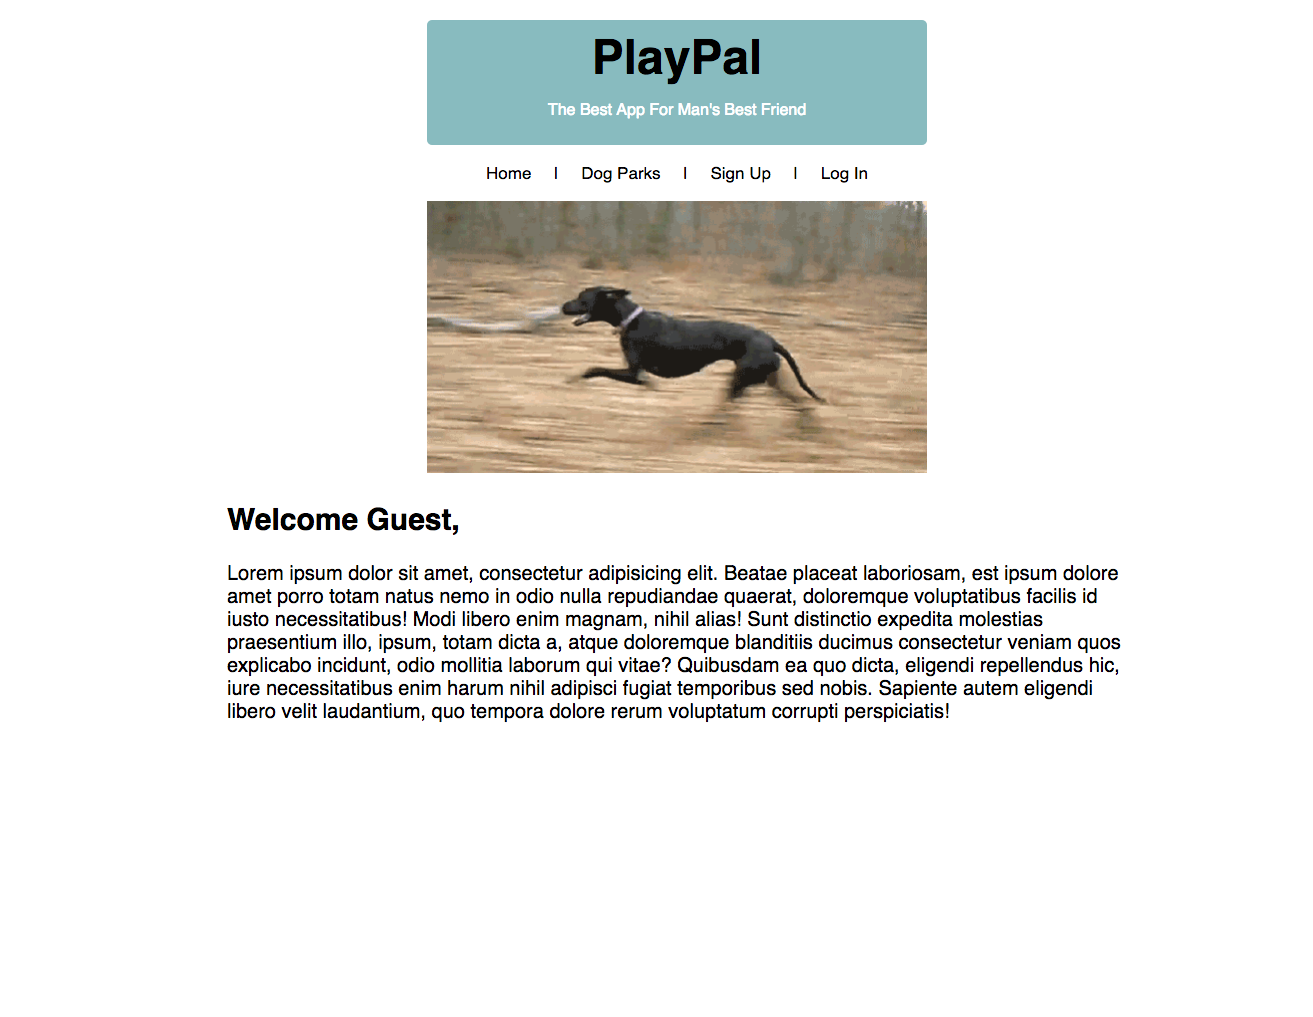 PlayPal
The Best App For Man's Best Friend
Home | Dog Parks | Sign Up | Log In
Welcome Guest,
Lorem ipsum dolor sit amet, consectetur adipisicing elit. Beatae placeat laboriosam, est ipsum dolore
amet porro totam natus nemo in odio nulla repudiandae quaerat, doloremque voluptatibus facilis id
iusto necessitatibus! Modi libero enim magnam, nihil alias! Sunt distinctio expedita molestias
praesentium illo, ipsum, totam dicta a, atque doloremque blanditiis ducimus consectetur veniam quos
explicabo incidunt, odio mollitia laborum qui vitae? Quibusdam ea quo dicta, eligendi repellendus hic,
iure necessitatibus enim harum nihil adipisci fugiat temporibus sed nobis. Sapiente autem eligendi
libero velit laudantium, quo tempora dolore rerum voluptatum corrupti perspiciatis!